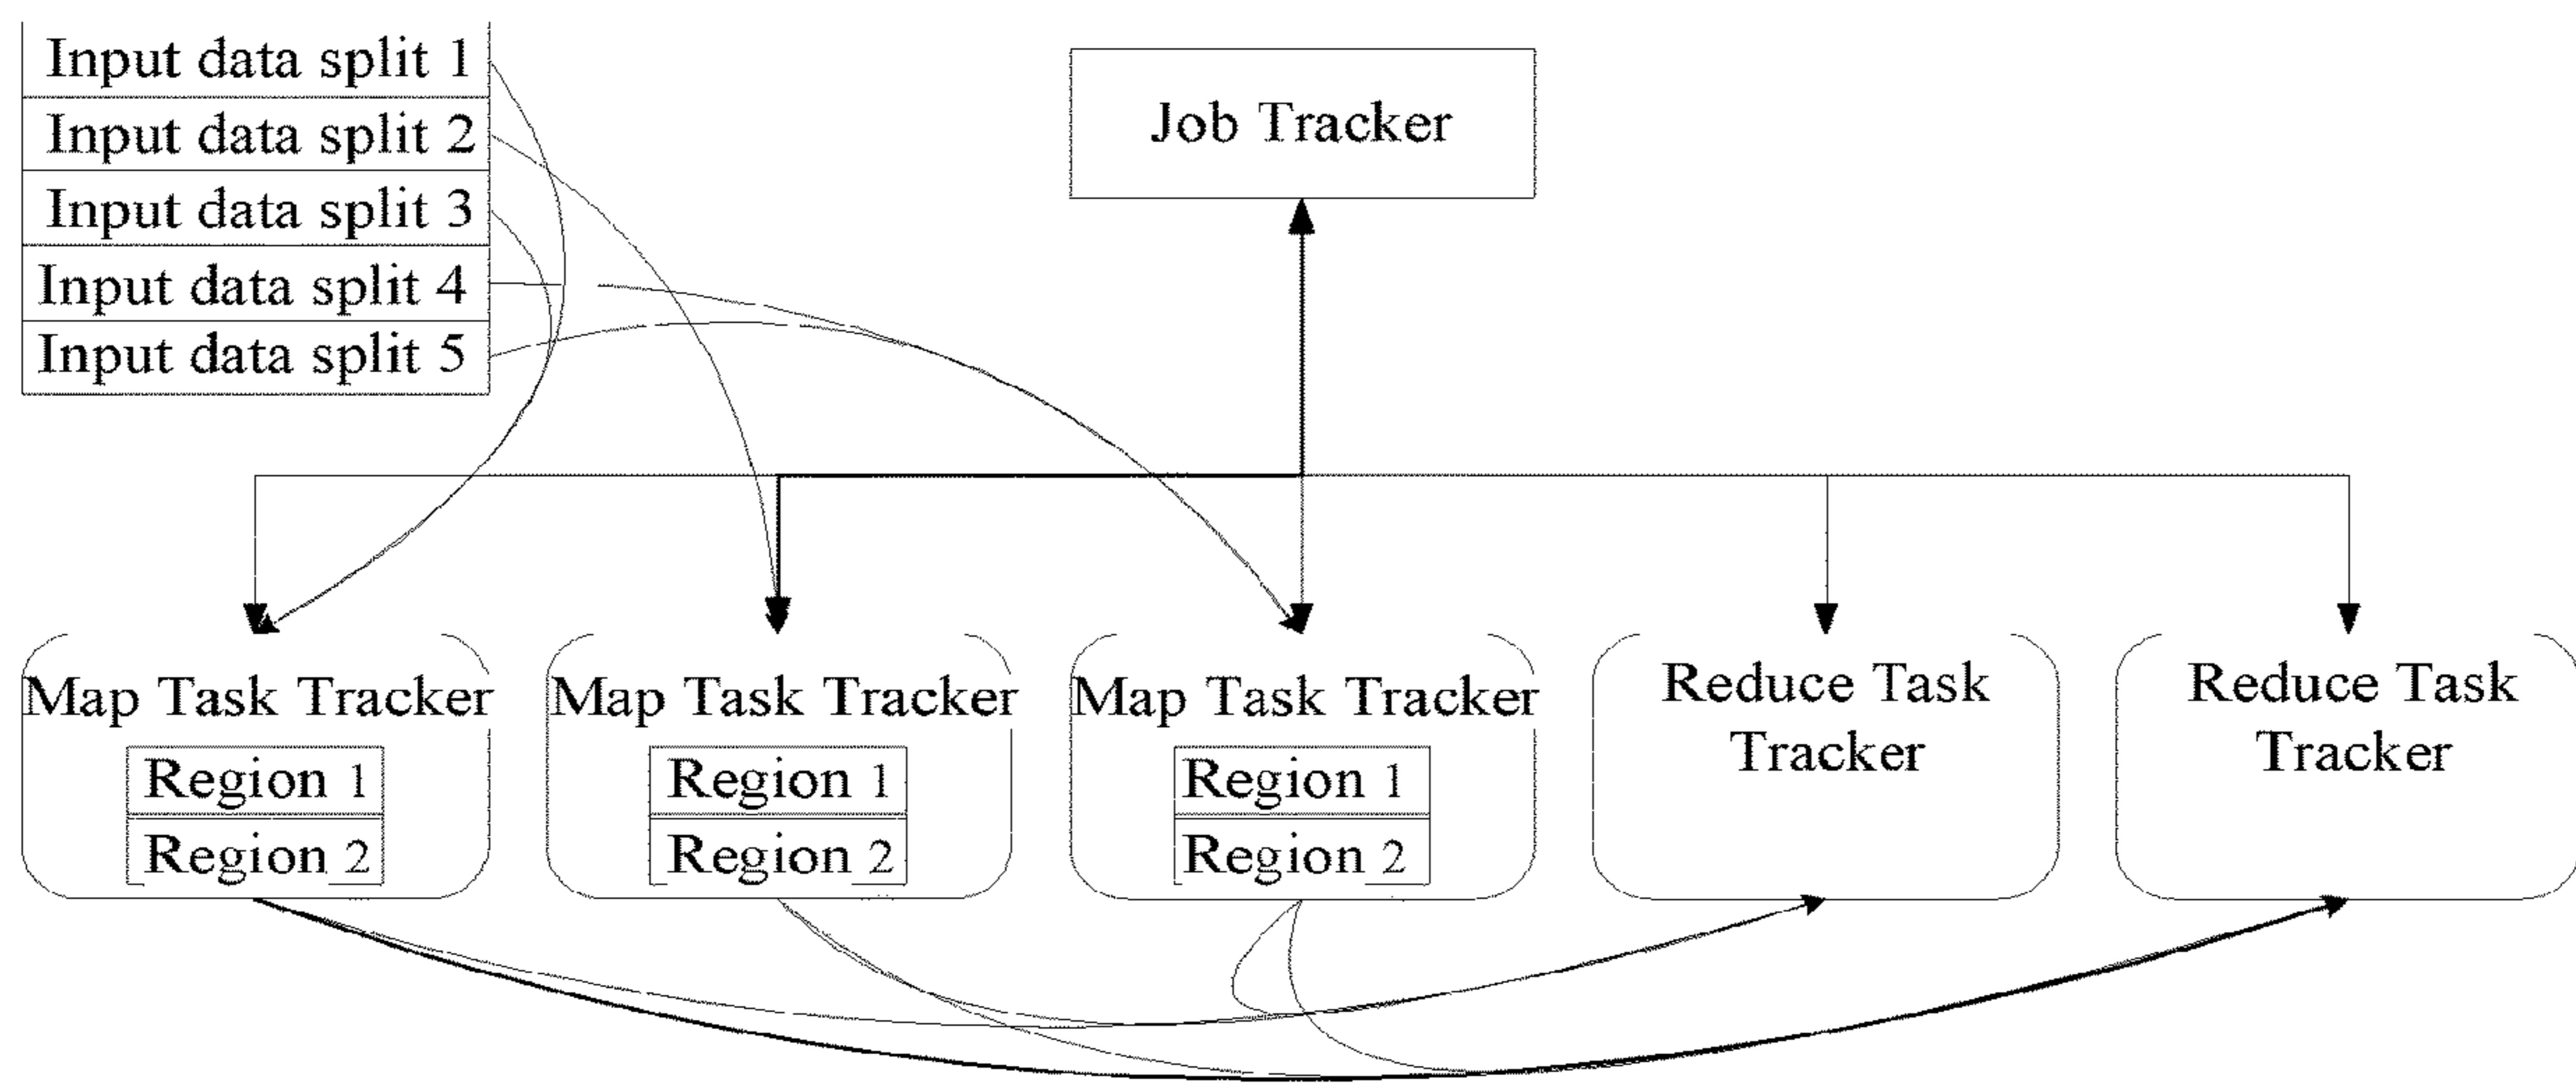 Input data split 1
Input data split 2
Input data split 3
Input data split 4
Input data split 5
Job Tracker
Map Task Tracker
Region 1
Region 2
Map Task Tracker
Region 1
Region 2
Map Task Tracker
Region 1
Region 2
Reduce Task
Tracker
Reduce Task
Tracker